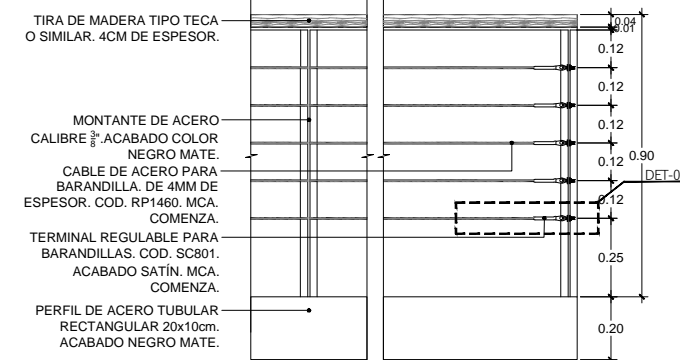 TIRA DE MADERA TIPO TECA
O SIMILAR. 4CM DE ESPESOR.
MONTANTE DE ACERO
CALIBRE 3/8".ACABADO COLOR
NEGRO MATE.
CABLE DE ACERO PARA
BARANDILLA. DE 4MM DE
ESPESOR. COD. RP1460. MCA.
COMENZA.
TERMINAL REGULABLE PARA
BARANDILLAS. COD. SC801.
ACABADO SATÍN. MCA.
COMENZA.
PERFIL DE ACERO TUBULAR
RECTANGULAR 20x10cm.
ACABADO NEGRO MATE.
0.04
0.01
0.12
0.12
0.12
0.12
0.90
DET-0
0.12
0.25
0.20